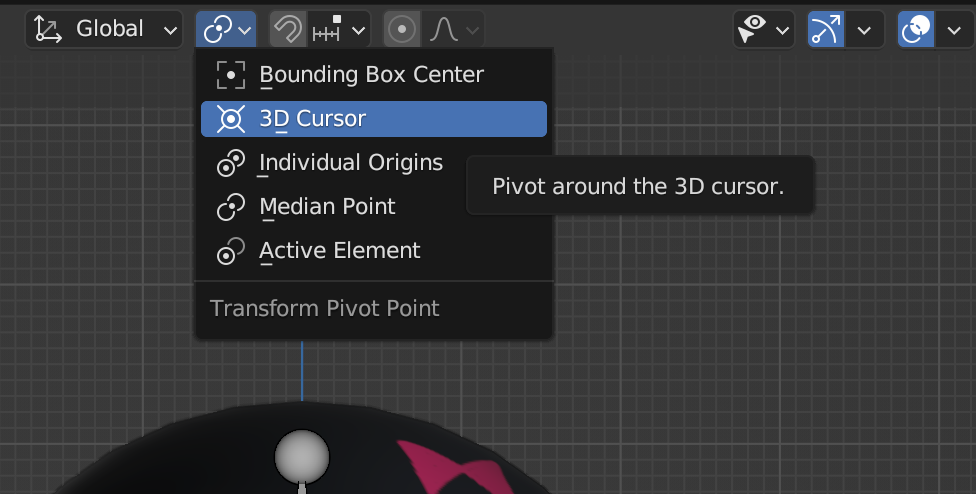 Global
Bounding Box Center
3D Cursor
Individual Origins
Pivot around the 3D cursor.
Median Point
Active Element
Transform Pivot Point